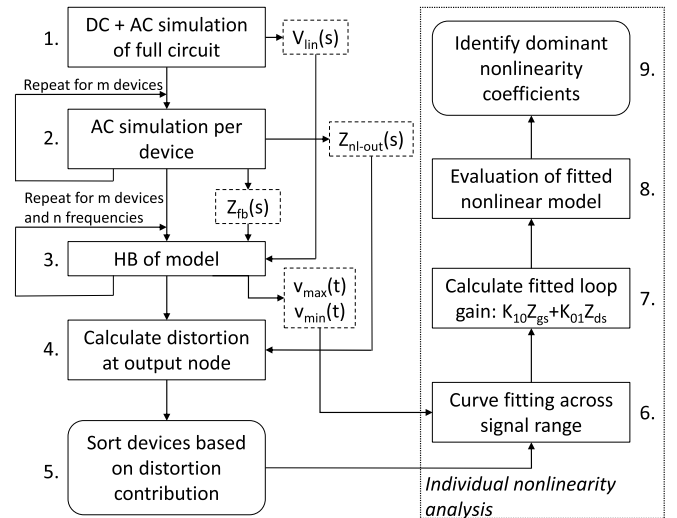 1.
DC + AC simulation
of full circuit
V_lin(s)
Repeat for m devices
2.
AC simulation per
device
Z_nl-out(s)
Repeat for m devices
and n frequencies
Z_fb(s)
3.
HB of model
v_max(t)
v_min(t)
4.
Calculate distortion
at output node
5.
Sort devices based
on distortion
contribution
Identify dominant
nonlinearity
coefficients
9.
Evaluation of fitted
nonlinear model
8.
Calculate fitted loop
gain: K_10Z_gs+K_01Z_ds
7.
Curve fitting across
signal range
6.
Individual nonlinearity
analysis